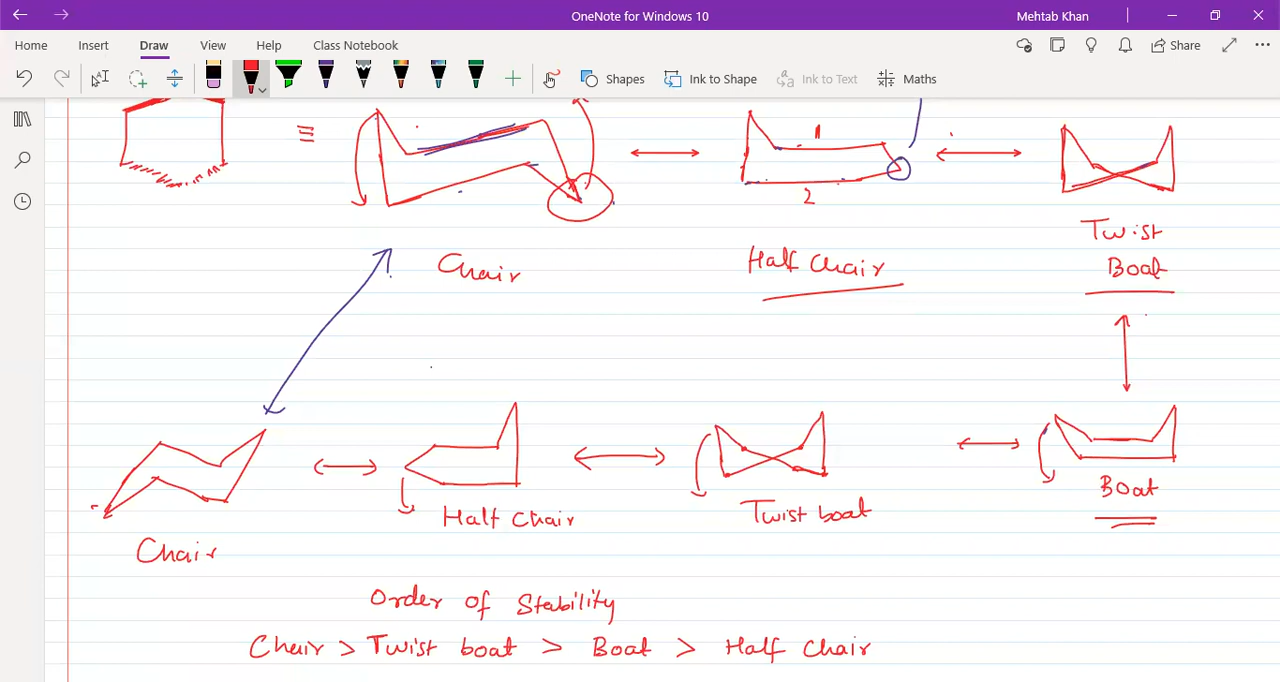 OneNote for Windows 10
Mehtab Khan
Home Insert Draw View Help Class Notebook
Share
Shapes
Ink to Shape
Ink to Text
Maths
≡
2
Chair
Half Chair
Twist
Boat
Chair
Half Chair
Twist boat
Boat
Order of Stability
Chair > Twist boat > Boat > Half Chair